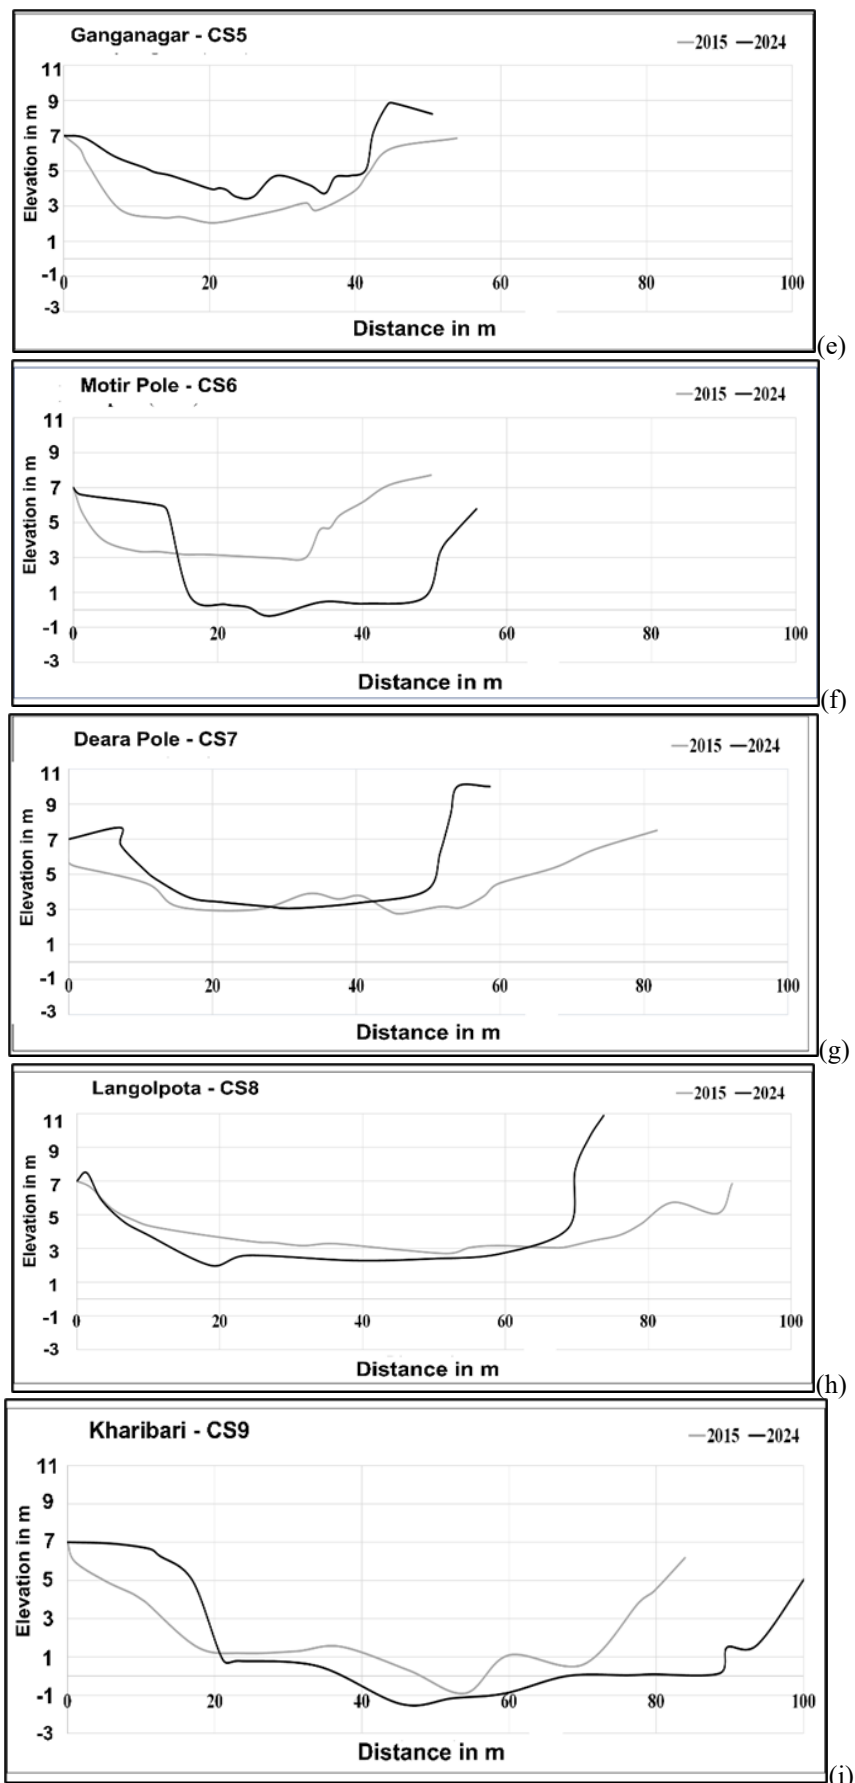 Ganganagar - CS5
2015 2024
11
9
7
5
3
1
-1
-3
0 20 40 60 80 100
Elevation in m
Distance in m
(e)
Motir Pole - CS6
2015 2024
11
9
7
5
3
1
-1
-3
0 20 40 60 80 100
Elevation in m
Distance in m
(f)
Deara Pole - CS7
2015 2024
11
9
7
5
3
1
-1
-3
0 20 40 60 80 100
Elevation in m
Distance in m
(g)
Langolpota - CS8
2015 2024
11
9
7
5
3
1
-1
-3
0 20 40 60 80 100
Elevation in m
Distance in m
(h)
Kharibari - CS9
2015 2024
11
9
7
5
3
1
-1
-3
0 20 40 60 80 100
Elevation in m
Distance in m
(i)